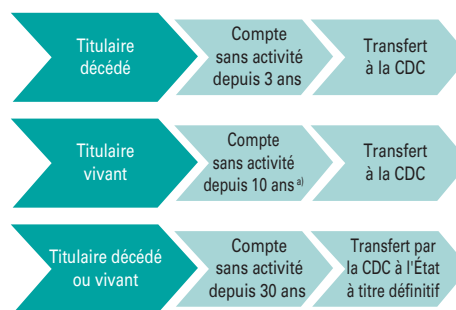 Titulaire
décédé
Compte
sans activité
depuis 3 ans
Transfert
à la CDC
Titulaire
vivant
Compte
sans activité
depuis 10 ans a)
Transfert
à la CDC
Titulaire décédé
ou vivant
Compte
sans activité
depuis 30 ans
Transfert par
la CDC à l'État
à titre définitif